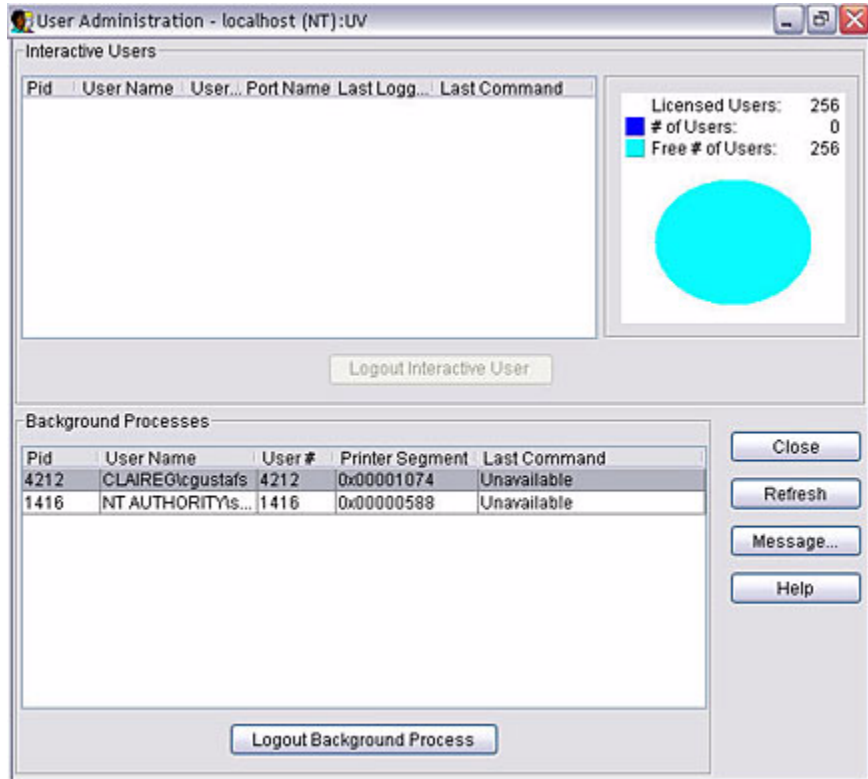 User Administration - localhost (NT):UV
Interactive Users
Pid User Name User... Port Name Last Logg... Last Command
Licensed Users: 256
# of Users: 0
Free # of Users: 256
Logout Interactive User
Background Processes
Pid User Name User # Printer Segment Last Command
4212 CLAIREG\cgustafs 4212 0x00001074 Unavailable
1416 NT AUTHORITY\s... 1416 0x00000588 Unavailable
Close
Refresh
Message...
Help
Logout Background Process